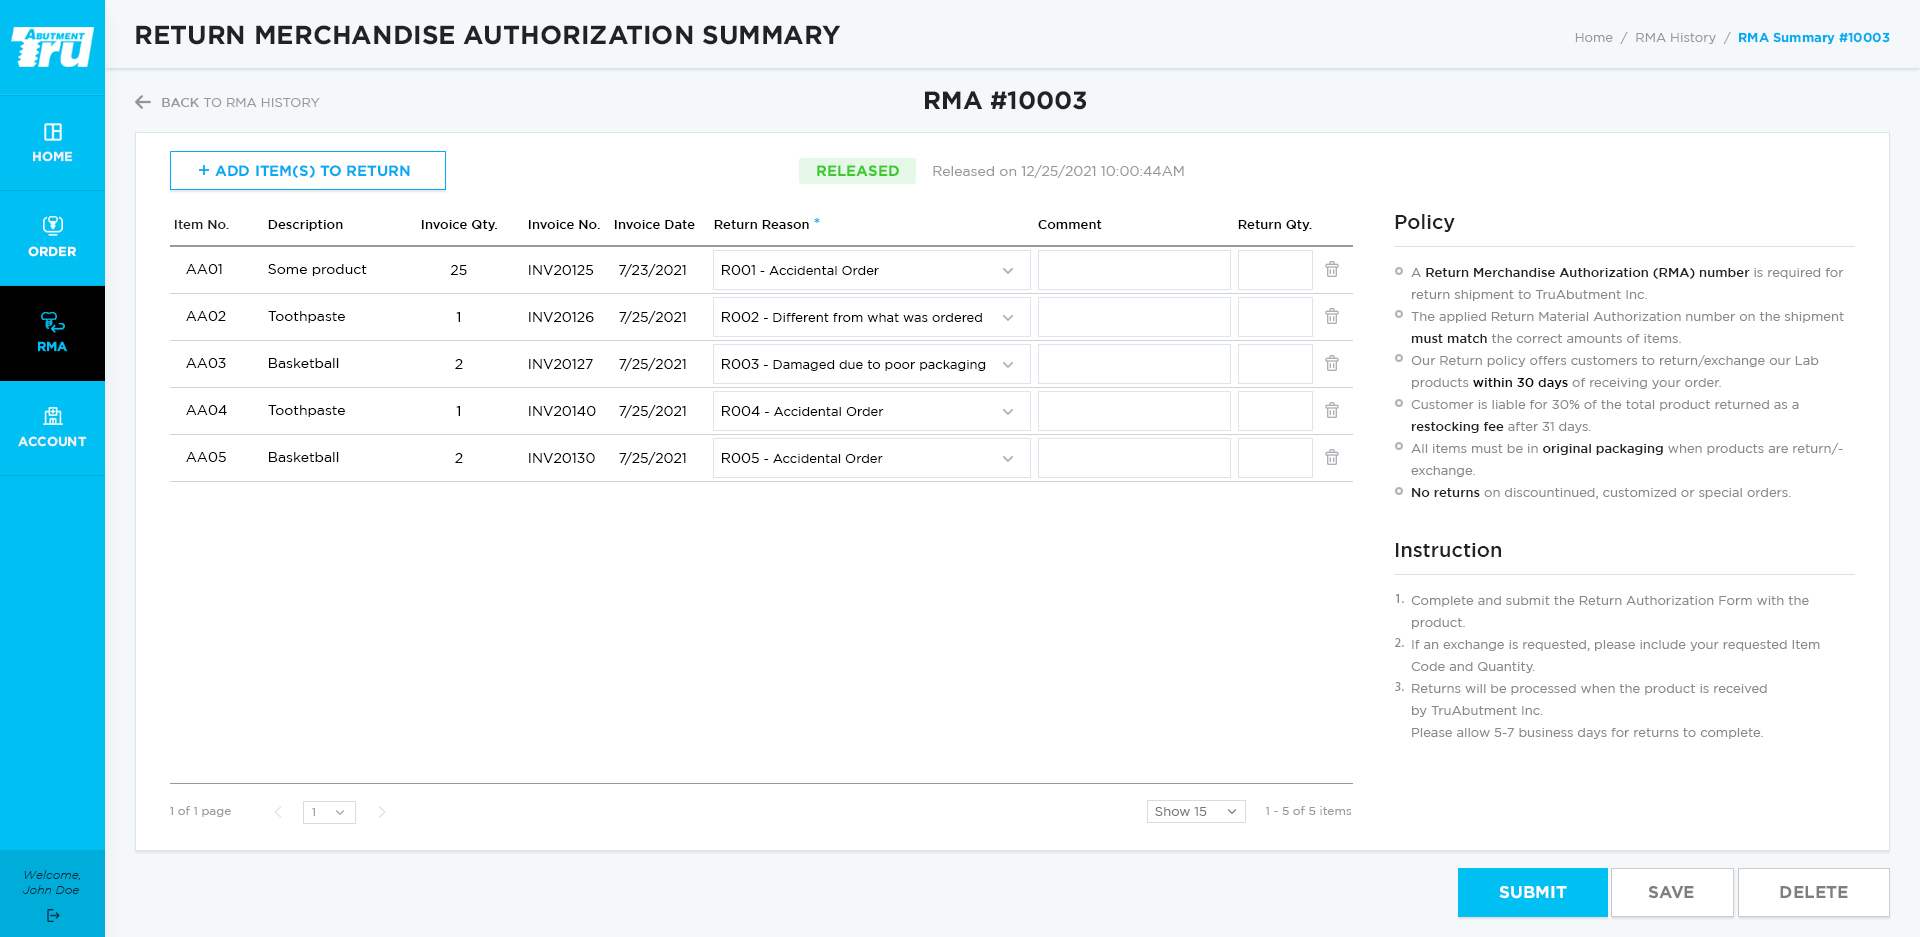 ABUTMENT
Tru
RETURN MERCHANDISE AUTHORIZATION SUMMARY
Home / RMA History / RMA Summary #10003
BACK TO RMA HISTORY
RMA #10003
HOME
ORDER
RMA
ACCOUNT
Welcome,
John Doe
+ ADD ITEM(S) TO RETURN
RELEASED Released on 12/25/2021 10:00:44AM
Item No. Description Invoice Qty. Invoice No. Invoice Date Return Reason * Comment Return Qty.
AA01 Some product 25 INV20125 7/23/2021 R001 - Accidental Order
AA02 Toothpaste 1 INV20126 7/25/2021 R002 - Different from what was ordered
AA03 Basketball 2 INV20127 7/25/2021 R003 - Damaged due to poor packaging
AA04 Toothpaste 1 INV20140 7/25/2021 R004 - Accidental Order
AA05 Basketball 2 INV20130 7/25/2021 R005 - Accidental Order
1 of 1 page 1 Show 15 1 - 5 of 5 items
Policy
A Return Merchandise Authorization (RMA) number is required for
return shipment to TruAbutment Inc.
The applied Return Material Authorization number on the shipment
must match the correct amounts of items.
Our Return policy offers customers to return/exchange our Lab
products within 30 days of receiving your order.
Customer is liable for 30% of the total product returned as a
restocking fee after 31 days.
All items must be in original packaging when products are return/-
exchange.
No returns on discountinued, customized or special orders.
Instruction
1. Complete and submit the Return Authorization Form with the
product.
2. If an exchange is requested, please include your requested Item
Code and Quantity.
3. Returns will be processed when the product is received
by TruAbutment Inc.
Please allow 5-7 business days for returns to complete.
SUBMIT SAVE DELETE